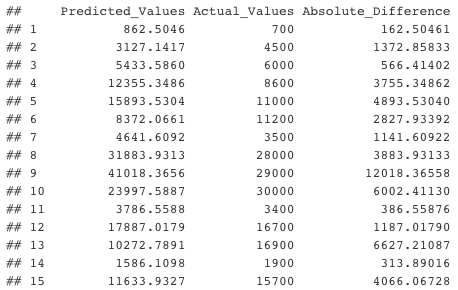 ## Predicted_Values Actual_Values Absolute_Difference
## 1 862.5046 700 162.50461
## 2 3127.1417 4500 1372.85833
## 3 5433.5860 6000 566.41402
## 4 12355.3486 8600 3755.34862
## 5 15893.5304 11000 4893.53040
## 6 8372.0661 11200 2827.93392
## 7 4641.6092 3500 1141.60922
## 8 31883.9313 28000 3883.93133
## 9 41018.3656 29000 12018.36558
## 10 23997.5887 30000 6002.41130
## 11 3786.5588 3400 386.55876
## 12 17887.0179 16700 1187.01790
## 13 10272.7891 16900 6627.21087
## 14 1586.1098 1900 313.89016
## 15 11633.9327 15700 4066.06728